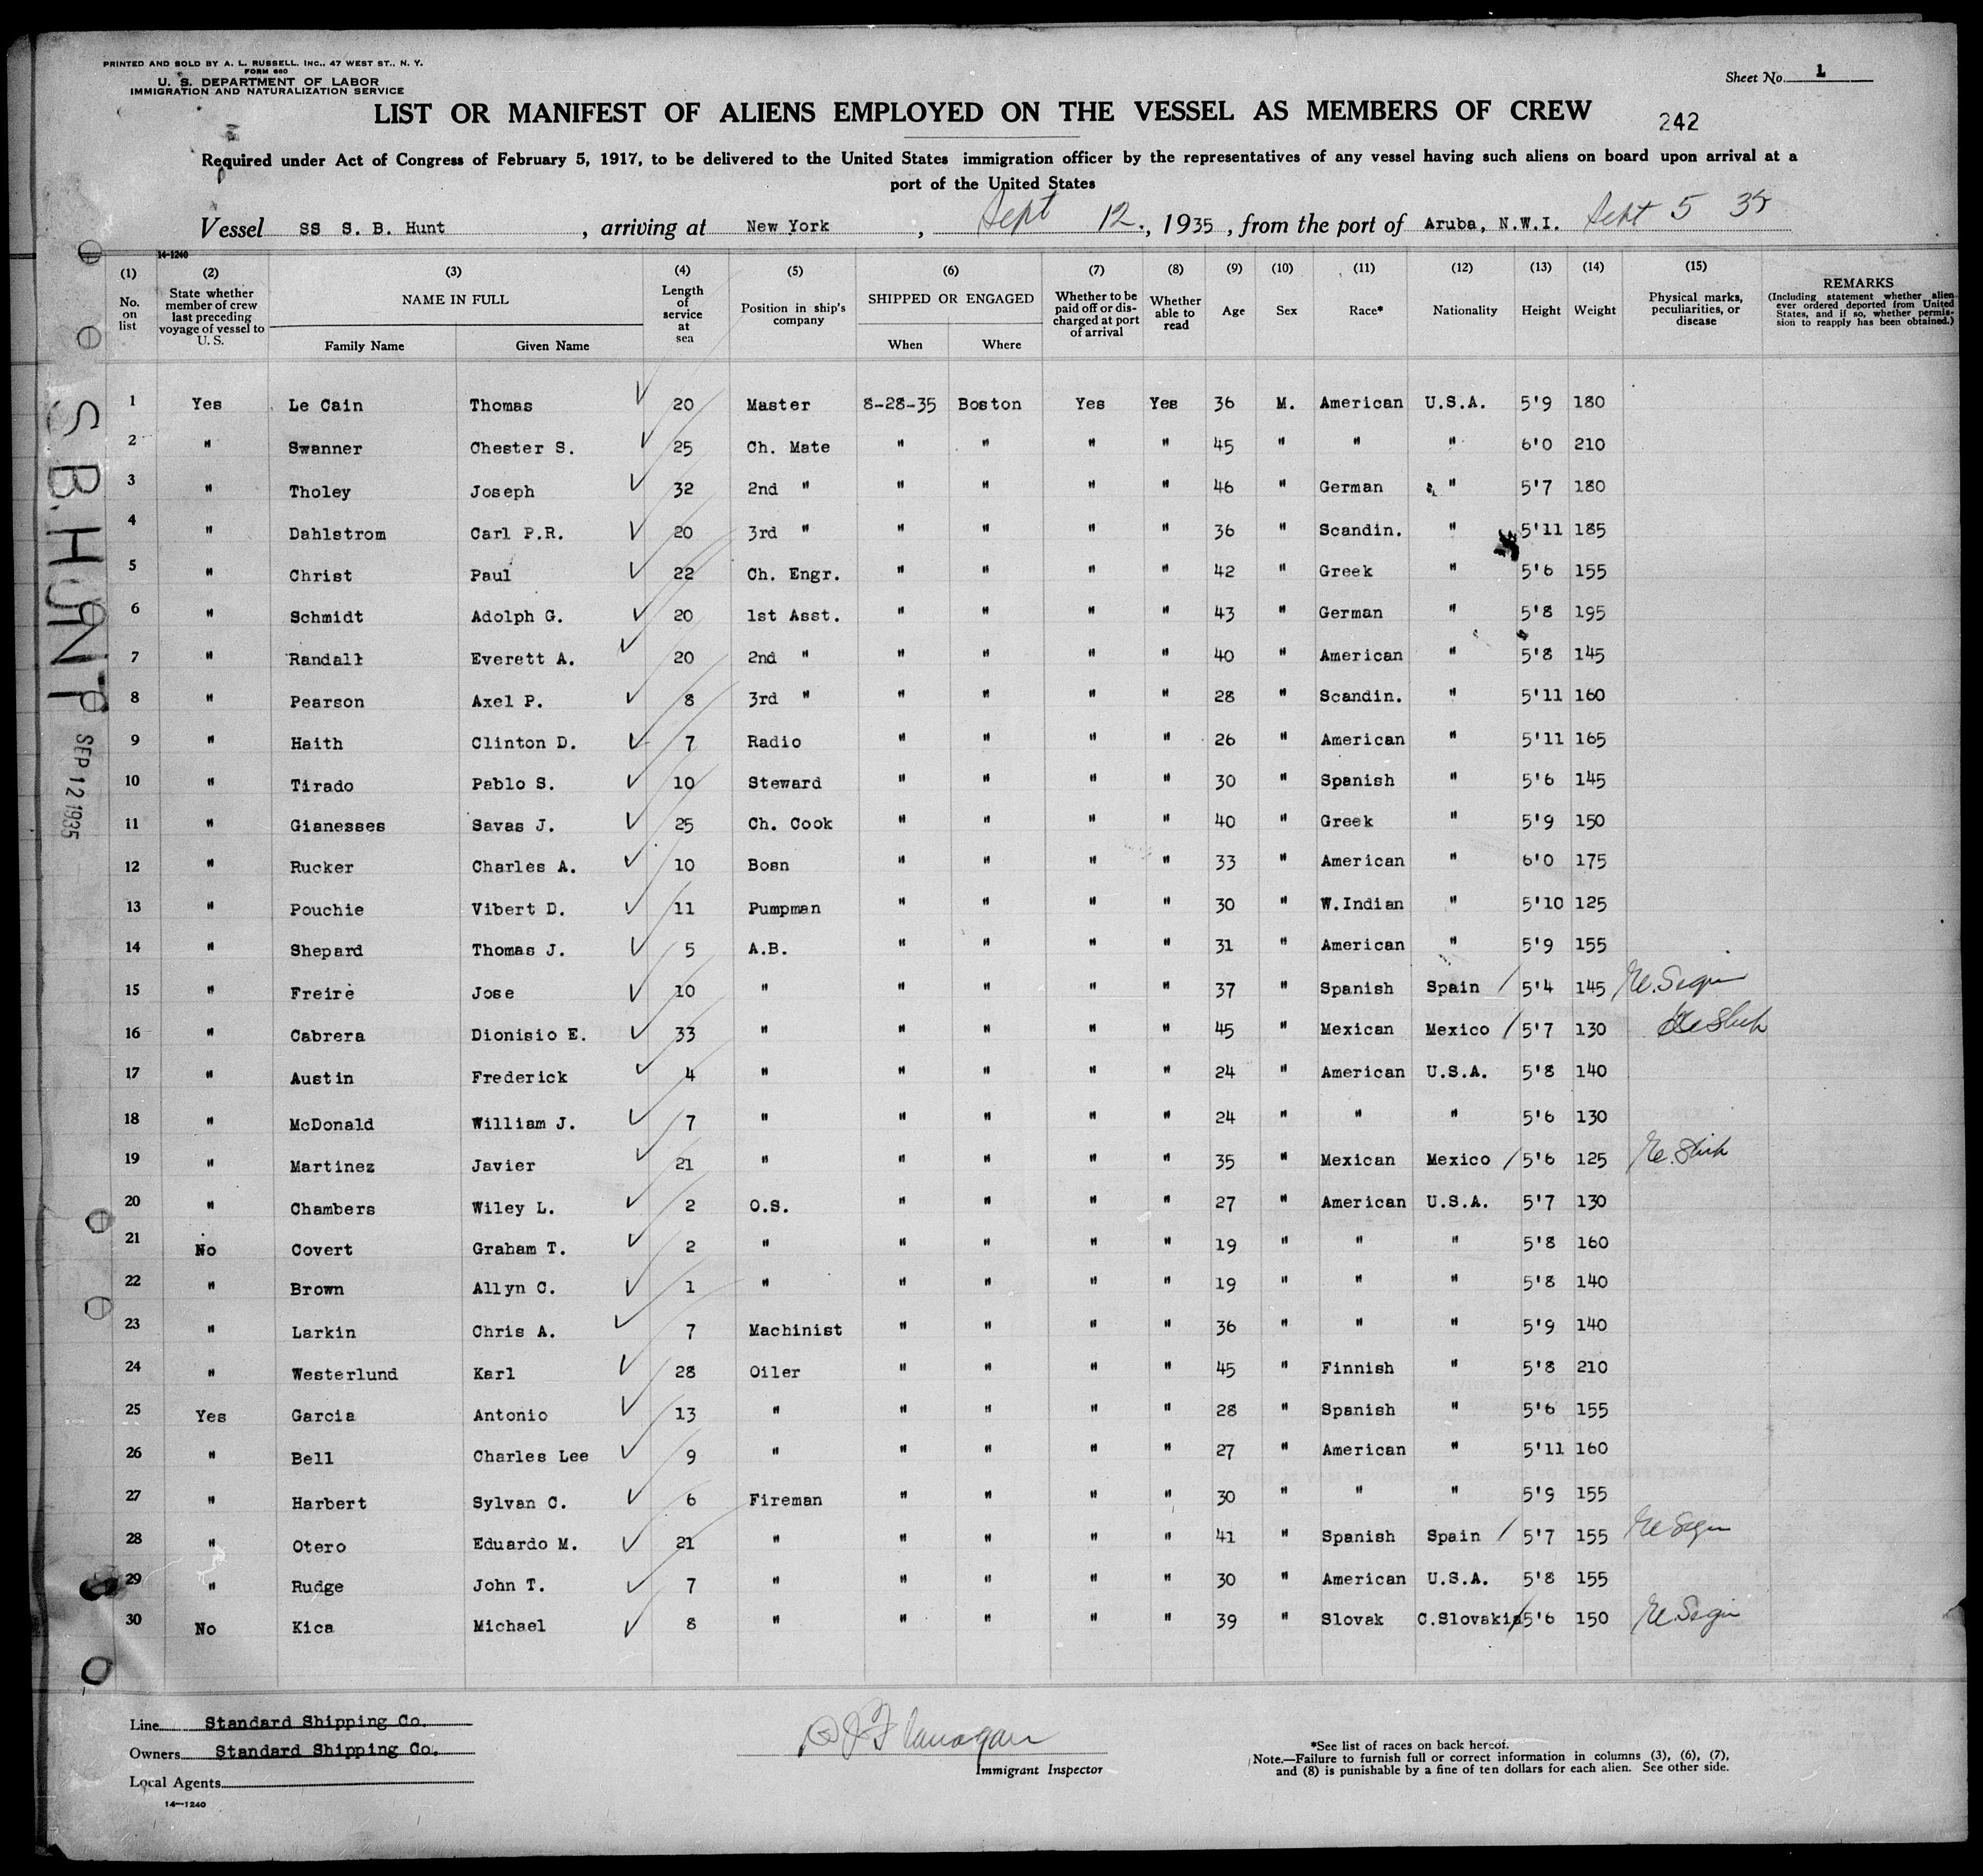 PRINTED AND SOLD BY A. L. RUSSELL, INC., 47 WEST ST., N. Y.
FORM 680
U. S. DEPARTMENT OF LABOR
IMMIGRATION AND NATURALIZATION SERVICE
Sheet No. 1
LIST OR MANIFEST OF ALIENS EMPLOYED ON THE VESSEL AS MEMBERS OF CREW
242
Required under Act of Congress of February 5, 1917, to be delivered to the United States immigration officer by the representatives of any vessel having such aliens on board upon arrival at a
port of the United States
Vessel SS S. B. Hunt, arriving at New York, Sept 12., 1935, from the port of Aruba, N.W.I. Sept 5 35
14-1240
(1) No. on list (2) State whether member of crew last preceding voyage of vessel to U. S. (3) NAME IN FULL Family Name Given Name (4) Length of service at sea (5) Position in ship's company (6) SHIPPED OR ENGAGED When Where (7) Whether to be paid off or discharged at port of arrival (8) Whether able to read (9) Age (10) Sex (11) Race* (12) Nationality (13) Height (14) Weight (15) Physical marks, peculiarities, or disease REMARKS (Including statement whether alien ever ordered deported from United States, and if so, whether permission to reapply has been obtained.)
1 Yes Le Cain Thomas 20 Master 8-28-35 Boston Yes Yes 36 M. American U.S.A. 5'9 180
2 " Swanner Chester S. 25 Ch. Mate " " " " 45 " " " 6'0 210
3 " Tholey Joseph 32 2nd " " " " " 46 " German " 5'7 180
4 " Dahlstrom Carl P.R. 20 3rd " " " " " 36 " Scandin. " 5'11 185
5 " Christ Paul 22 Ch. Engr. " " " " 42 " Greek " 5'6 155
6 " Schmidt Adolph G. 20 1st Asst. " " " " 43 " German " 5'8 195
7 " Randall Everett A. 20 2nd " " " " " 40 " American " 5'8 145
8 " Pearson Axel P. 8 3rd " " " " " 28 " Scandin. " 5'11 160
9 " Haith Clinton D. 7 Radio " " " " 26 " American " 5'11 165
10 " Tirado Pablo S. 10 Steward " " " " 30 " Spanish " 5'6 145
11 " Gianesses Savas J. 25 Ch. Cook " " " " 40 " Greek " 5'9 150
12 " Rucker Charles A. 10 Bosn " " " " 33 " American " 6'0 175
13 " Pouchie Vibert D. 11 Pumpman " " " " 30 " W.Indian " 5'10 125
14 " Shepard Thomas J. 5 A.B. " " " " 31 " American " 5'9 155
15 " Freire Jose 10 " " " " " 37 " Spanish Spain / 5'4 145
16 " Cabrera Dionisio E. 33 " " " " " 45 " Mexican Mexico / 5'7 130
17 " Austin Frederick 4 " " " " " 24 " American U.S.A. 5'8 140
18 " McDonald William J. 7 " " " " " 24 " " " 5'6 130
19 " Martinez Javier 21 " " " " " 35 " Mexican Mexico / 5'6 125
20 " Chambers Wiley L. 2 O.S. " " " " 27 " American U.S.A. 5'7 130
21 No Covert Graham T. 2 " " " " " 19 " " " 5'8 160
22 " Brown Allyn C. 1 " " " " " 19 " " " 5'8 140
23 " Larkin Chris A. 7 Machinist " " " " 36 " " " 5'9 140
24 " Westerlund Karl 28 Oiler " " " " 45 " Finnish " 5'8 210
25 Yes Garcia Antonio 13 " " " " " 28 " Spanish " 5'6 155
26 " Bell Charles Lee 9 " " " " " 27 " American " 5'11 160
27 " Harbert Sylvan C. 6 Fireman " " " " 30 " " " 5'9 155
28 " Otero Eduardo M. 21 " " " " " 41 " Spanish Spain / 5'7 155
29 " Rudge John T. 7 " " " " " 30 " American U.S.A. 5'8 155
30 No Kica Michael 8 " " " " " 39 " Slovak C.Slovakia/ 5'6 150
S. B. HUNT
SEP 12 1935
Line Standard Shipping Co.
Owners Standard Shipping Co.
Local Agents
14-1240
Flanagan
Immigrant Inspector
*See list of races on back hereof.
Note.—Failure to furnish full or correct information in columns (3), (6), (7),
and (8) is punishable by a fine of ten dollars for each alien. See other side.